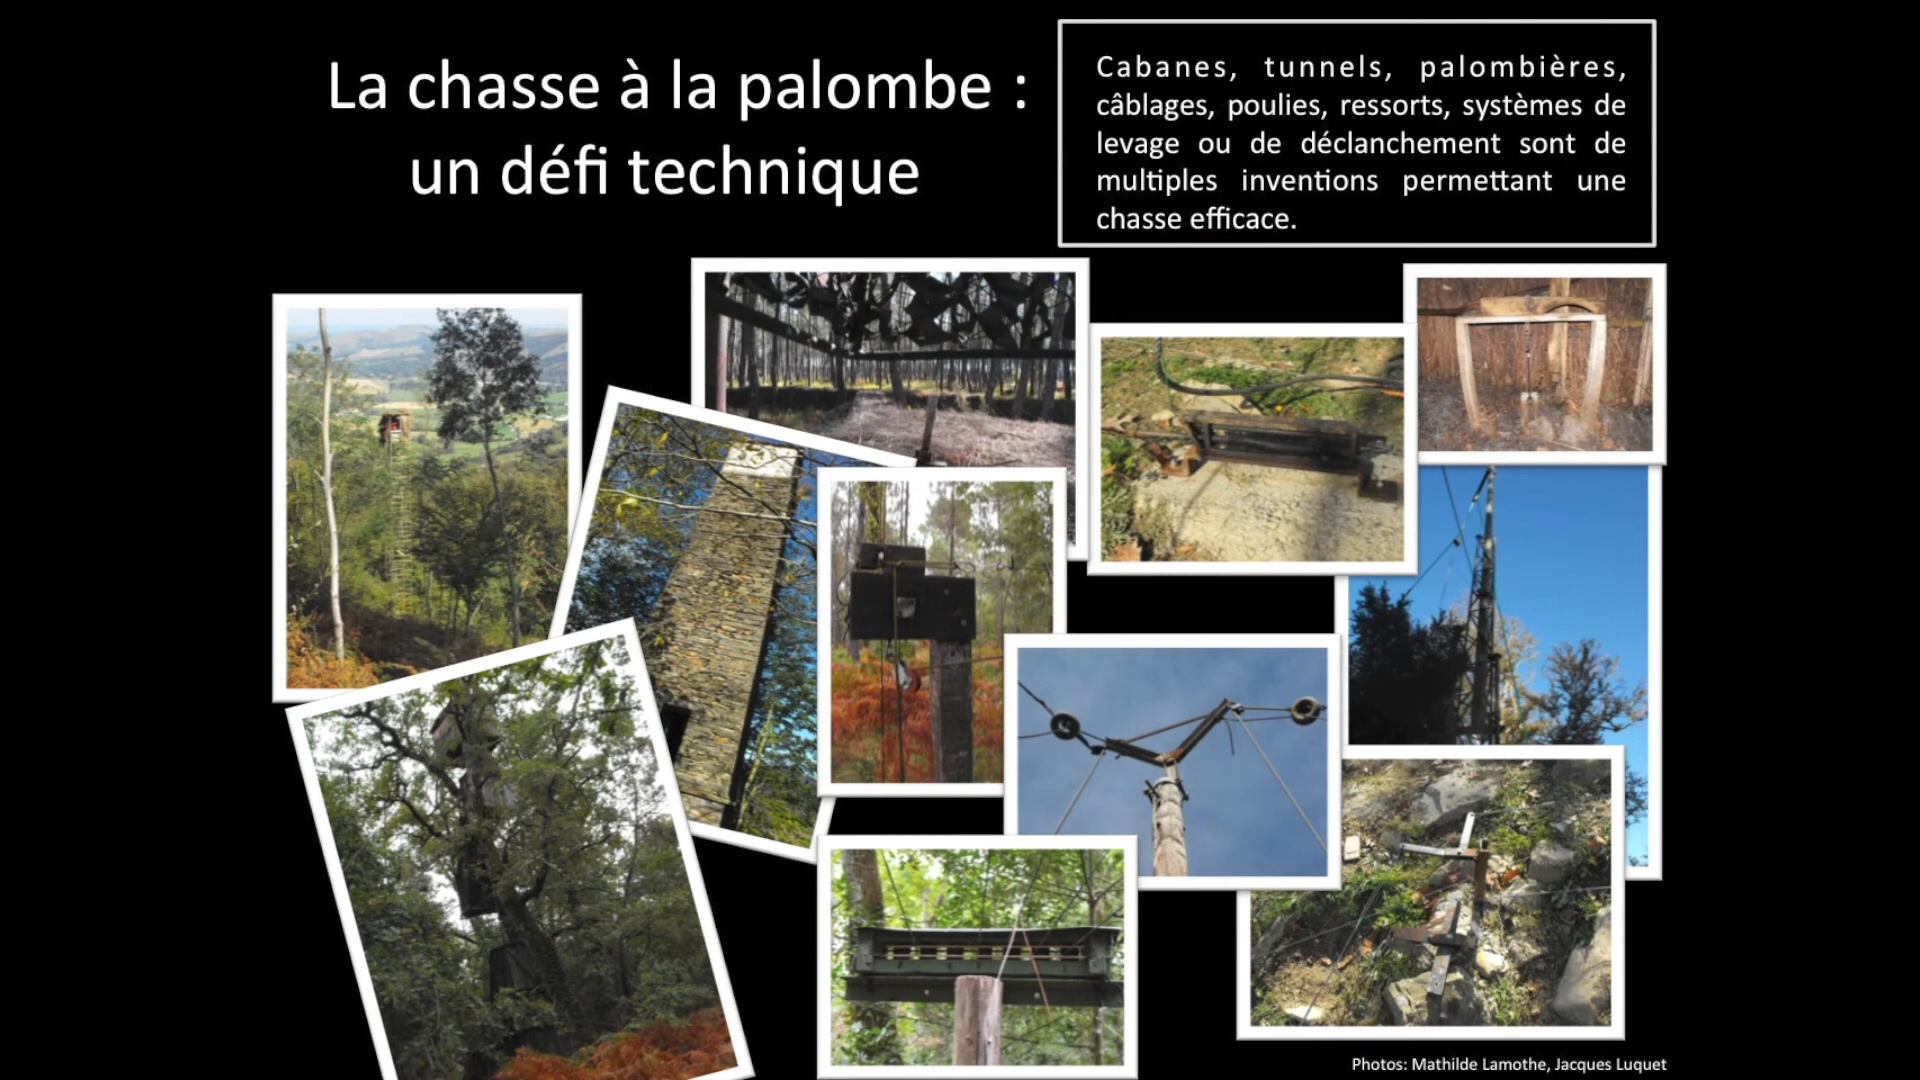 La chasse à la palombe :
un défi technique
Cabanes, tunnels, palombières,
câblages, poulies, ressorts, systèmes de
levage ou de déclanchement sont de
multiples inventions permettant une
chasse efficace.
Photos: Mathilde Lamothe, Jacques Luquet